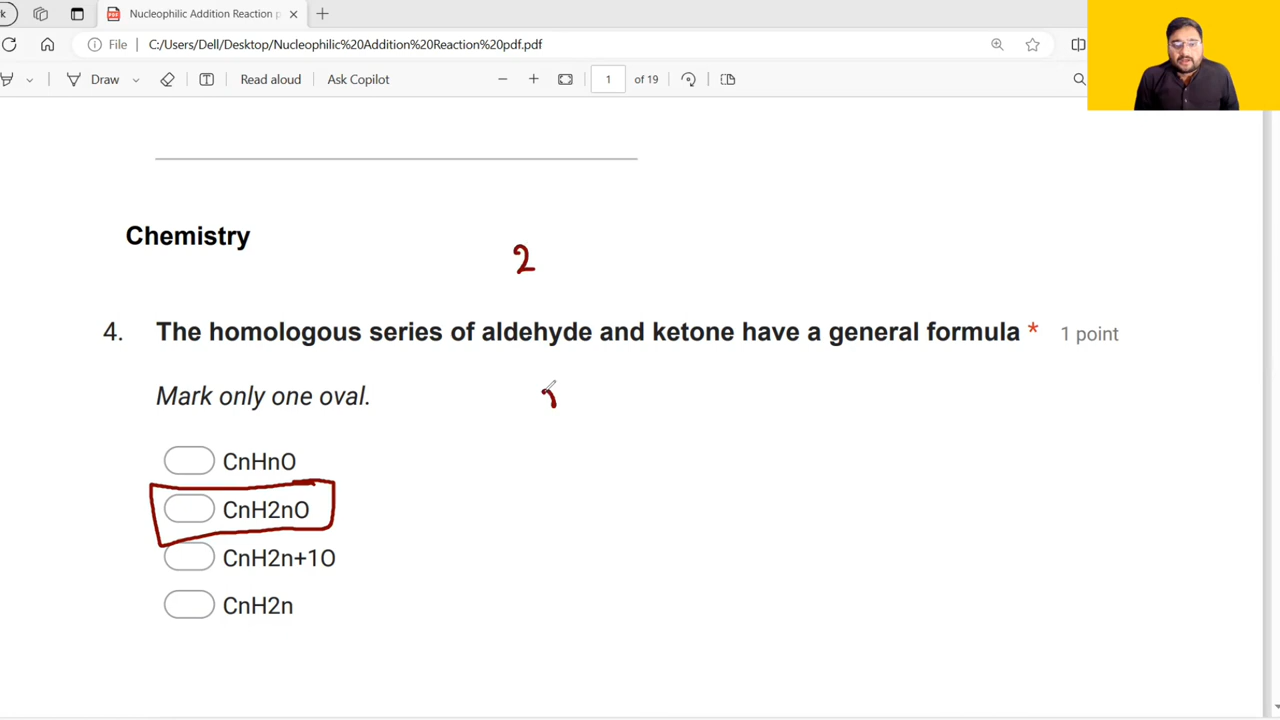 Nucleophilic Addition Reaction p
File C:/Users/Dell/Desktop/Nucleophilic%20Addition%20Reaction%20pdf.pdf
Draw Read aloud Ask Copilot 1 of 19
Chemistry
2
4. The homologous series of aldehyde and ketone have a general formula * 1 point
Mark only one oval.
CnHnO
CnH2nO
CnH2n+1O
CnH2n